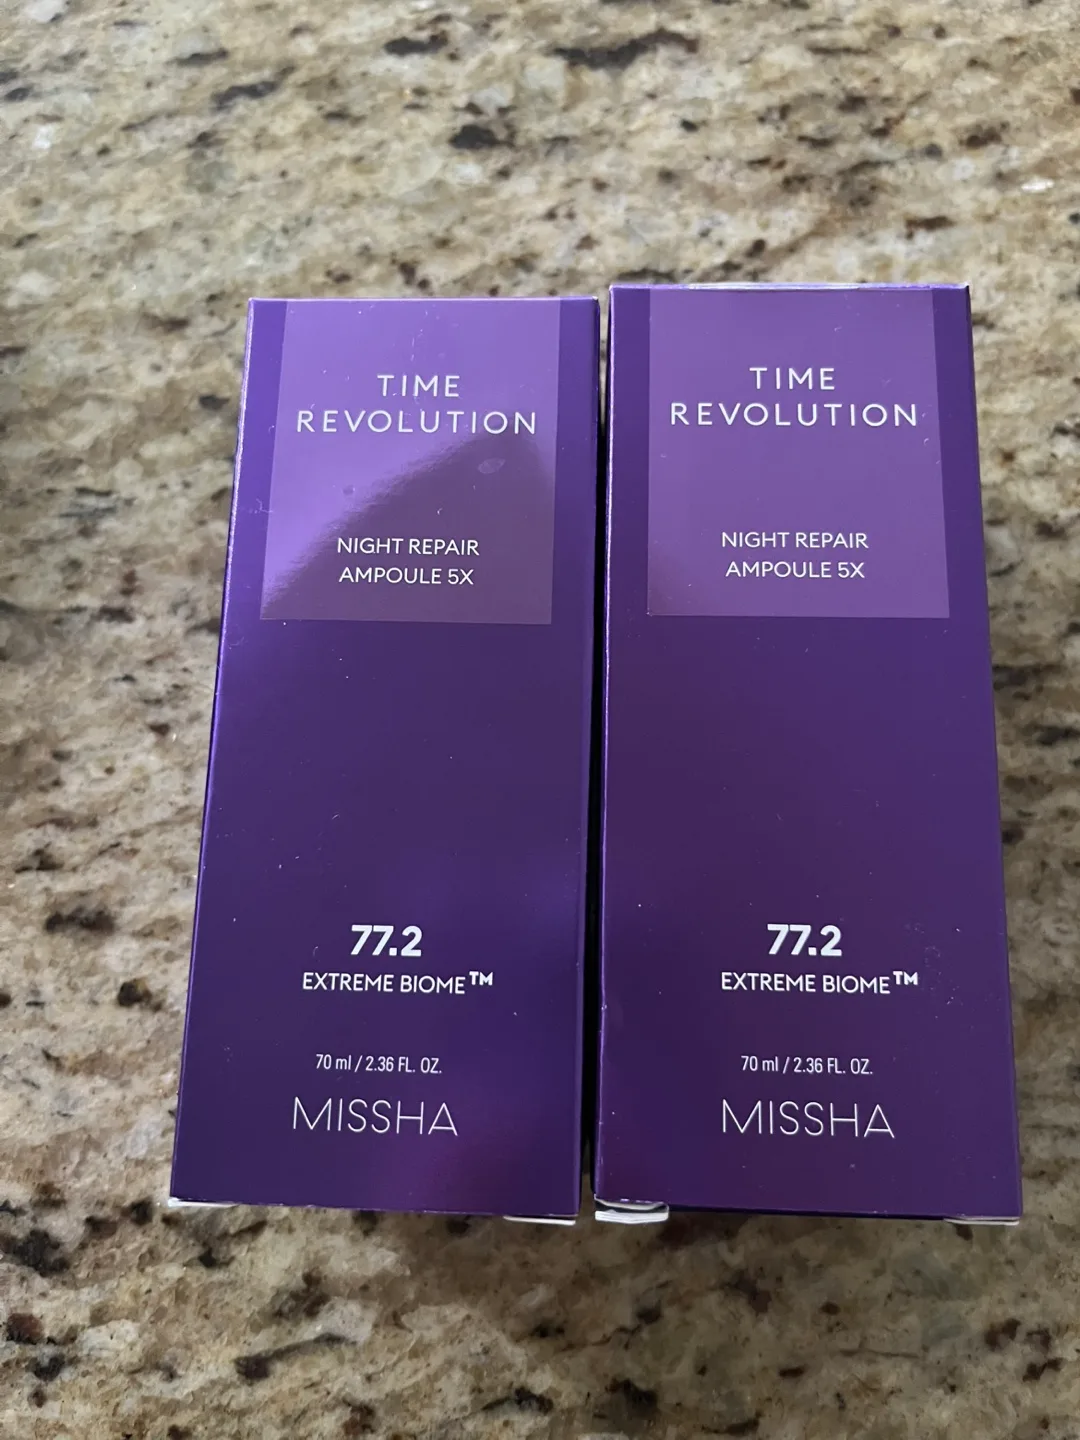 TIME
REVOLUTION
NIGHT REPAIR
AMPOULE 5X
77.2
EXTREME BIOME™
70 ml / 2.36 FL. OZ.
MISSHA
TIME
REVOLUTION
NIGHT REPAIR
AMPOULE 5X
77.2
EXTREME BIOME™
70 ml / 2.36 FL. OZ.
MISSHA